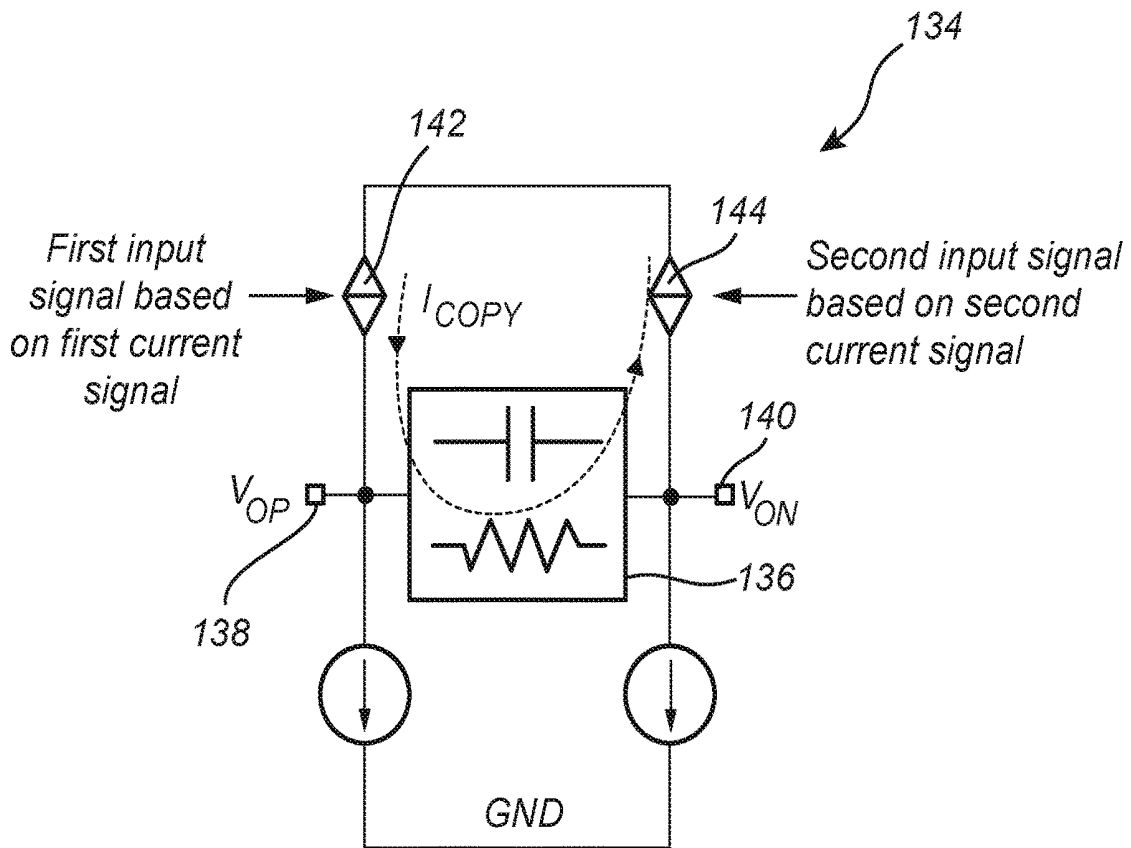 134
142
144
First input
signal based
on first current
signal
I_COPY
Second input signal
based on second
current signal
140
V_OP
V_ON
136
138
GND